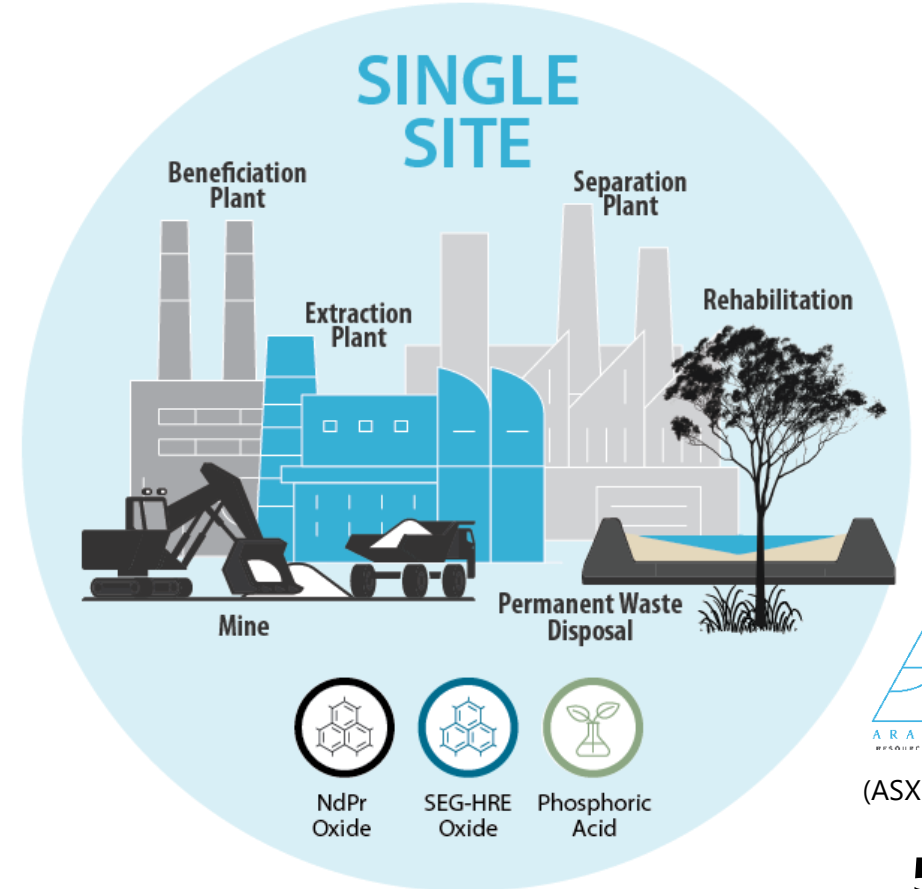 SINGLE
SITE
Beneficiation
Plant
Separation
Plant
Extraction
Plant
Rehabilitation
Mine
Permanent Waste
Disposal
NdPr
Oxide
SEG-HRE
Oxide
Phosphoric
Acid
A R A
(ASX